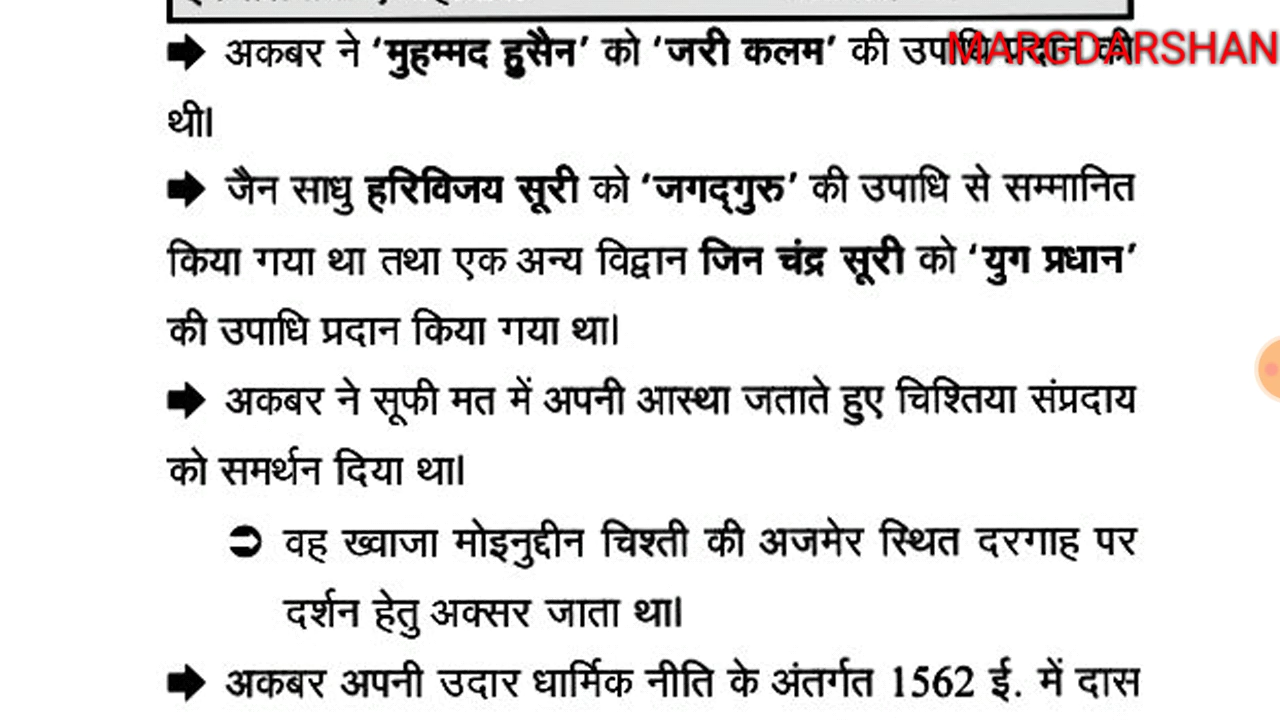 ➡ अकबर ने ‘मुहम्मद हुसैन’ को ‘जरी कलम’ की उपाधि प्रदान की
MARGDARSHAN
थी।
➡ जैन साधु हरिविजय सूरी को ‘जगद्‌गुरु’ की उपाधि से सम्मानित
किया गया था तथा एक अन्य विद्वान जिन चंद्र सूरी को ‘युग प्रधान’
की उपाधि प्रदान किया गया था।
➡ अकबर ने सूफी मत में अपनी आस्था जताते हुए चिश्तिया संप्रदाय
को समर्थन दिया था।
➲ वह ख्वाजा मोइनुद्दीन चिश्ती की अजमेर स्थित दरगाह पर
दर्शन हेतु अक्सर जाता था।
➡ अकबर अपनी उदार धार्मिक नीति के अंतर्गत 1562 ई. में दास